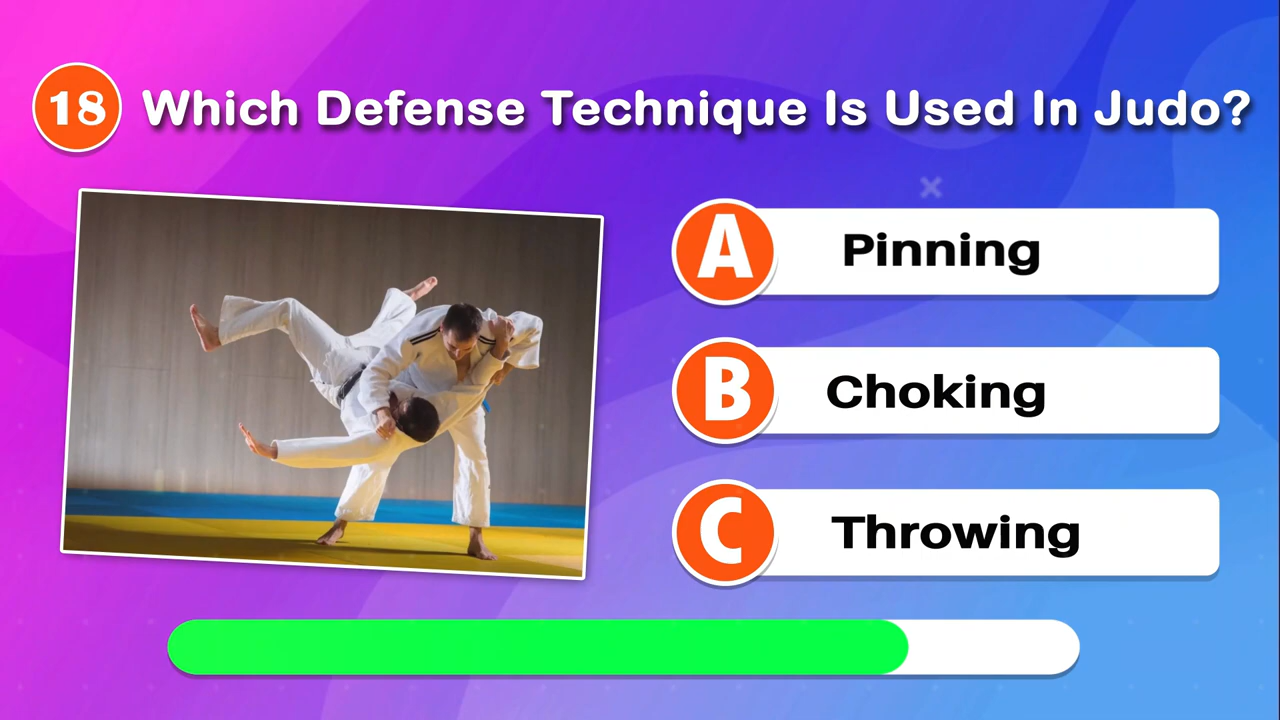 18 Which Defense Technique Is Used In Judo?
A Pinning
B Choking
C Throwing